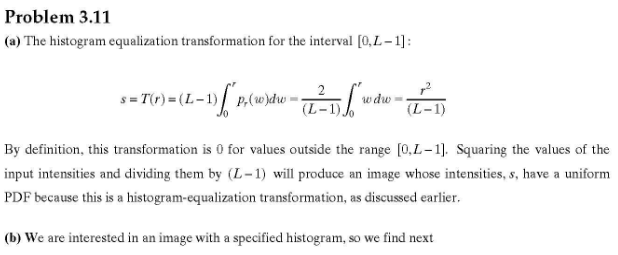 Problem 3.11
(a) The histogram equalization transformation for the interval [0,L−1]:
s = T(r) = (L−1) ∫₀ʳ pᵣ(w)dw = 2/(L−1) ∫₀ʳ w dw = r²/(L−1)
By definition, this transformation is 0 for values outside the range [0,L−1]. Squaring the values of the
input intensities and dividing them by (L−1) will produce an image whose intensities, s, have a uniform
PDF because this is a histogram-equalization transformation, as discussed earlier.
(b) We are interested in an image with a specified histogram, so we find next